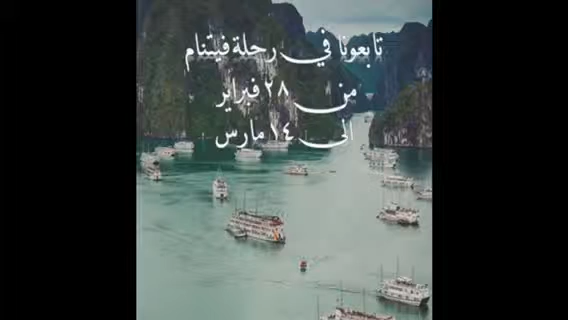 تابعونا في رحلة فيتنام
من ٢٨ فبراير
الى ١٤ مارس